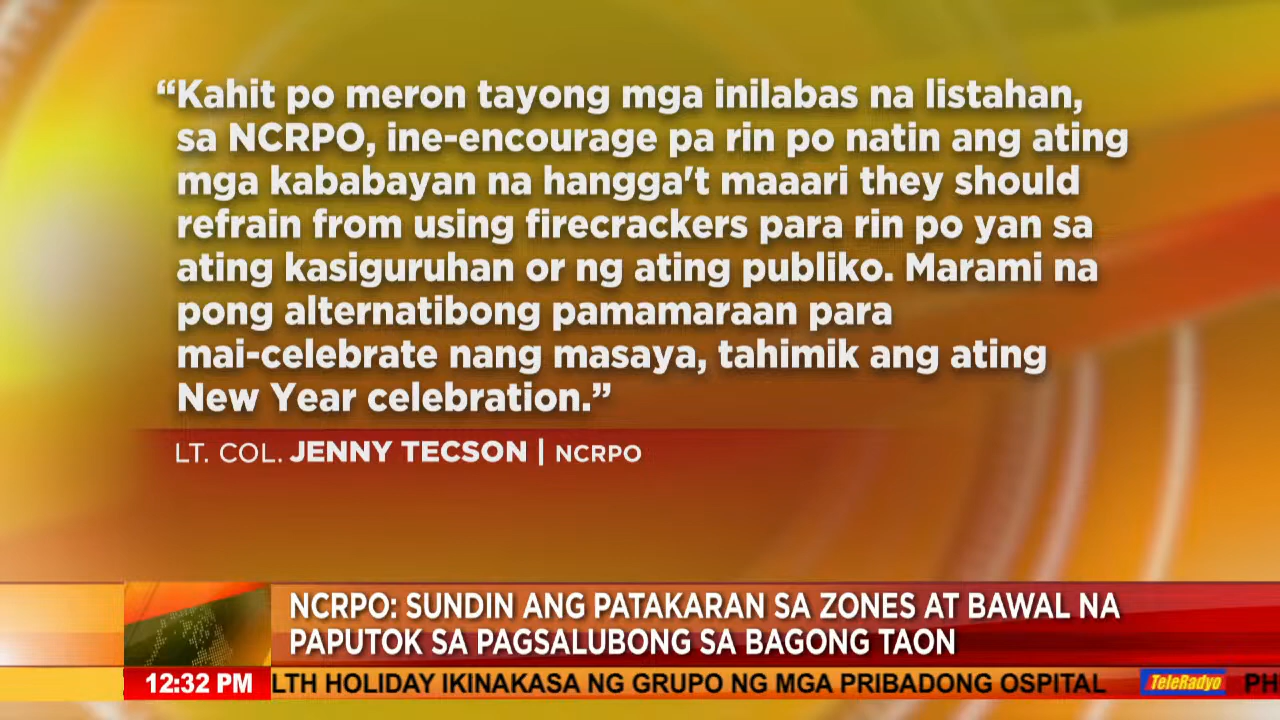 “Kahit po meron tayong mga inilabas na listahan,
sa NCRPO, ine-encourage pa rin po natin ang ating
mga kababayan na hangga't maaari they should
refrain from using firecrackers para rin po yan sa
ating kasiguruhan or ng ating publiko. Marami na
pong alternatibong pamamaraan para
mai-celebrate nang masaya, tahimik ang ating
New Year celebration.”
LT. COL. JENNY TECSON | NCRPO
NCRPO: SUNDIN ANG PATAKARAN SA ZONES AT BAWAL NA
PAPUTOK SA PAGSALUBONG SA BAGONG TAON
12:32 PM LTH HOLIDAY IKINAKASA NG GRUPO NG MGA PRIBADONG OSPITAL TeleRadyo PH